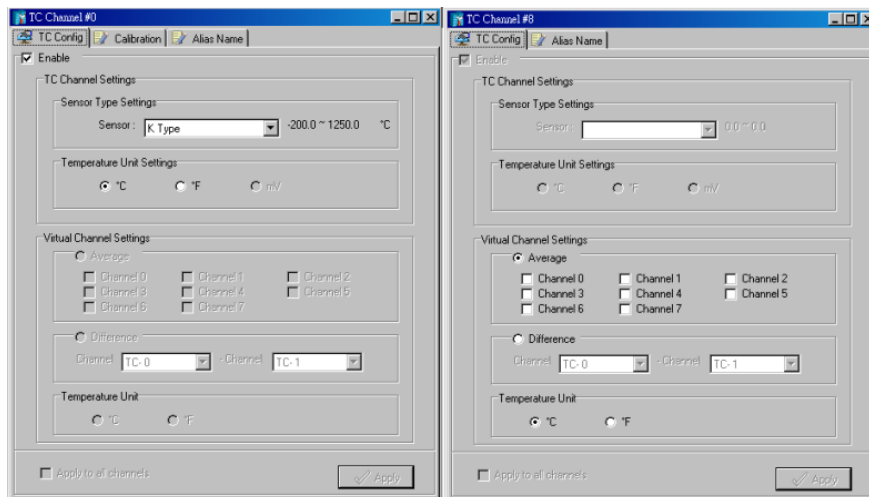 TC Channel #0
TC Config Calibration Alias Name
Enable
TC Channel Settings
Sensor Type Settings
Sensor : K Type -200.0 ~ 1250.0 °C
Temperature Unit Settings
°C °F mV
Virtual Channel Settings
Average
Channel 0 Channel 1 Channel 2
Channel 3 Channel 4 Channel 5
Channel 6 Channel 7
Difference
Channel TC- 0 - Channel TC- 1
Temperature Unit
°C °F
Apply to all channels Apply
TC Channel #8
TC Config Alias Name
Enable
TC Channel Settings
Sensor Type Settings
Sensor : 0.0 ~ 0.0
Temperature Unit Settings
°C °F mV
Virtual Channel Settings
Average
Channel 0 Channel 1 Channel 2
Channel 3 Channel 4 Channel 5
Channel 6 Channel 7
Difference
Channel TC- 0 - Channel TC- 1
Temperature Unit
°C °F
Apply to all channels Apply